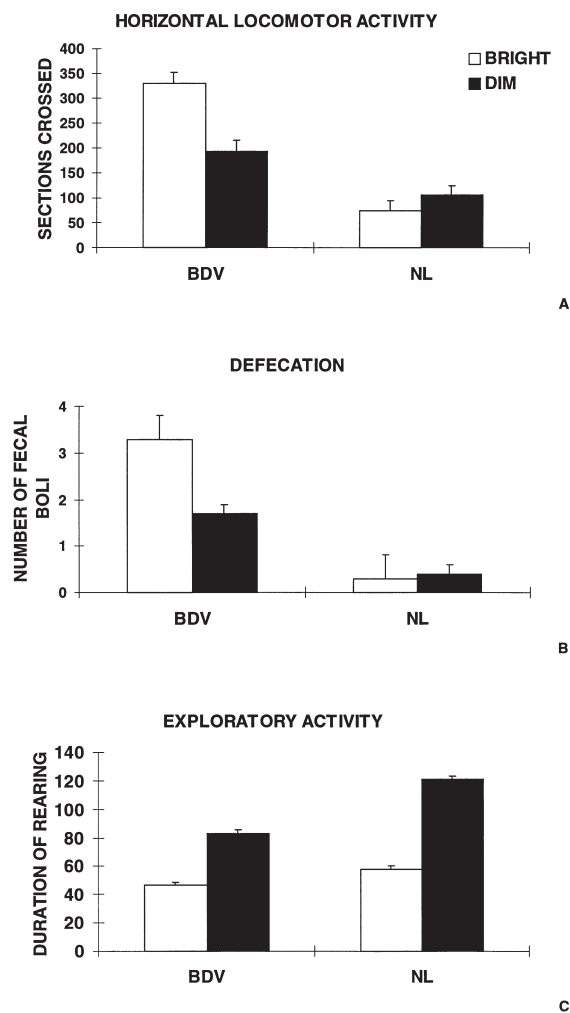 HORIZONTAL LOCOMOTOR ACTIVITY
SECTIONS CROSSED
400
350
300
250
200
150
100
50
0
BRIGHT
DIM
BDV NL
A
DEFECATION
NUMBER OF FECAL
BOLI
4
3
2
1
0
BDV NL
B
EXPLORATORY ACTIVITY
DURATION OF REARING
140
120
100
80
60
40
20
0
BDV NL
C